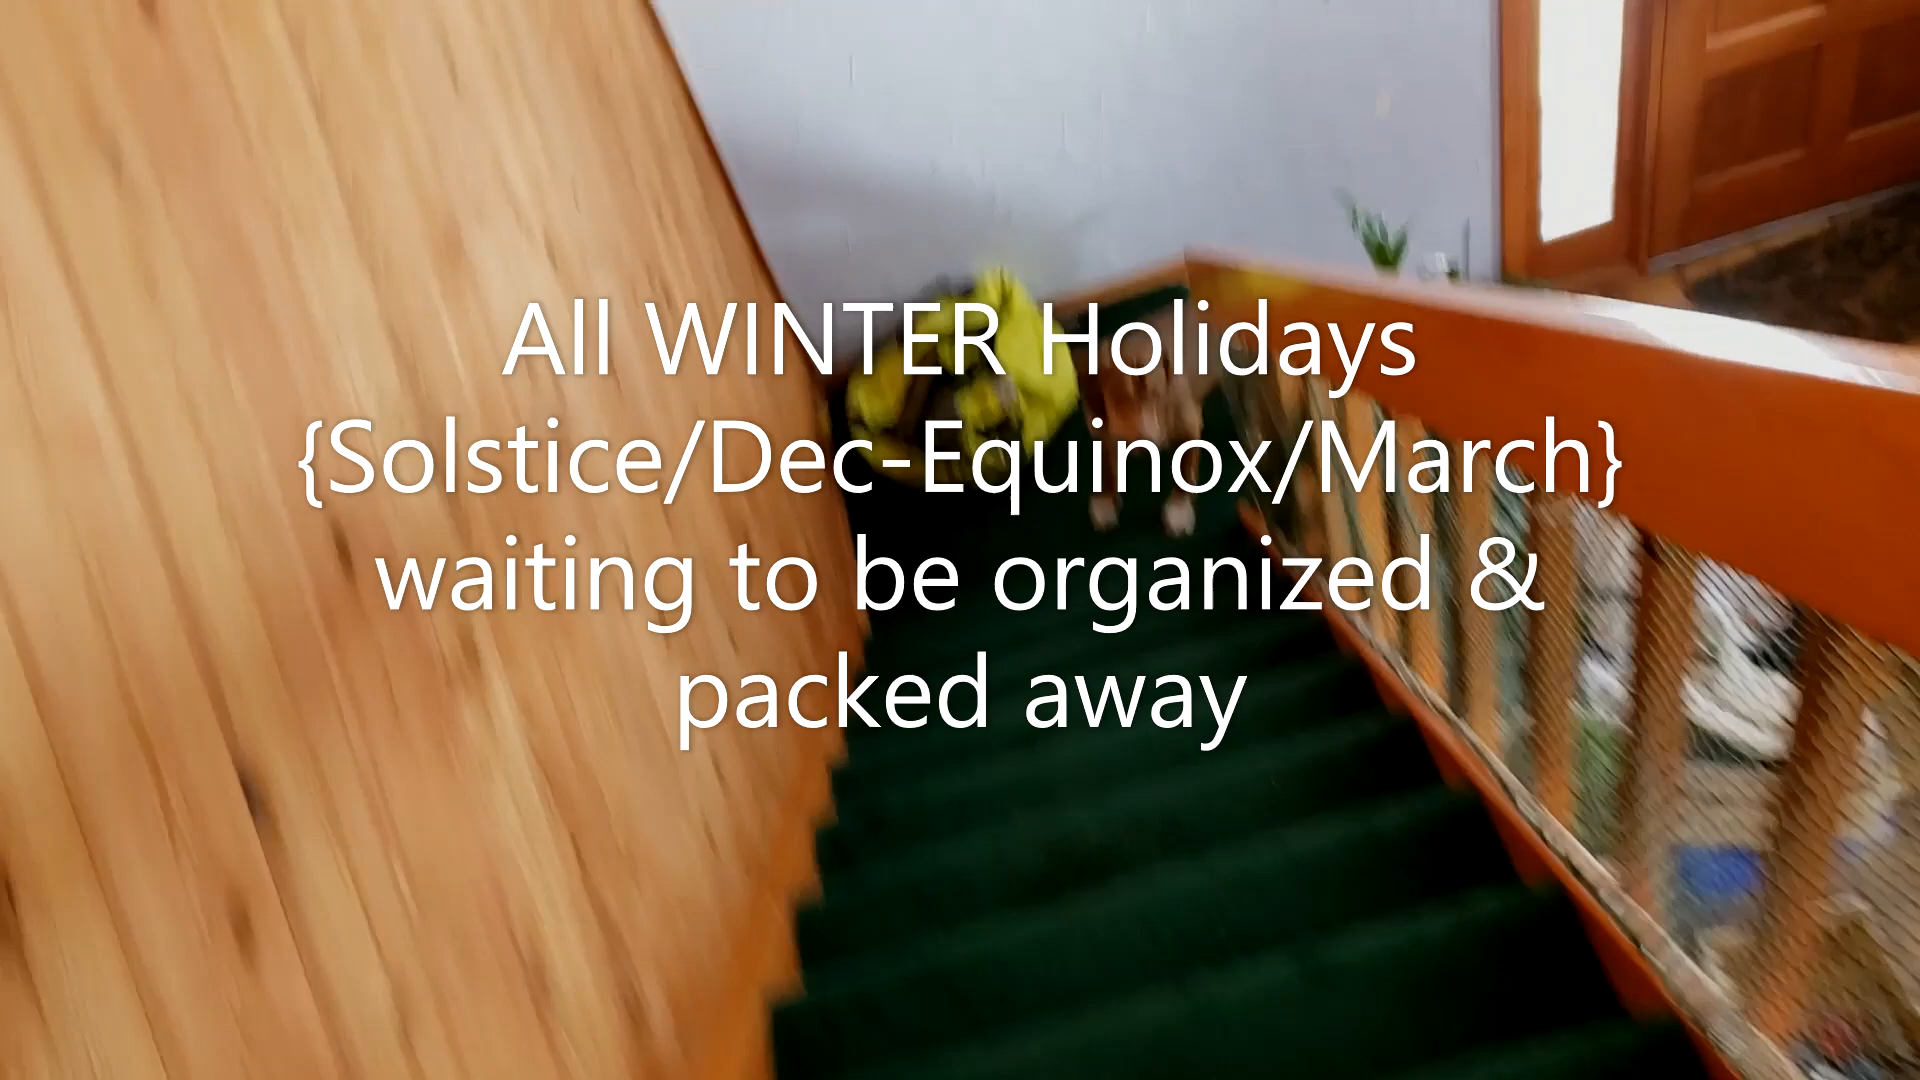 All WINTER Holidays
{Solstice/Dec-Equinox/March}
waiting to be organized &
packed away